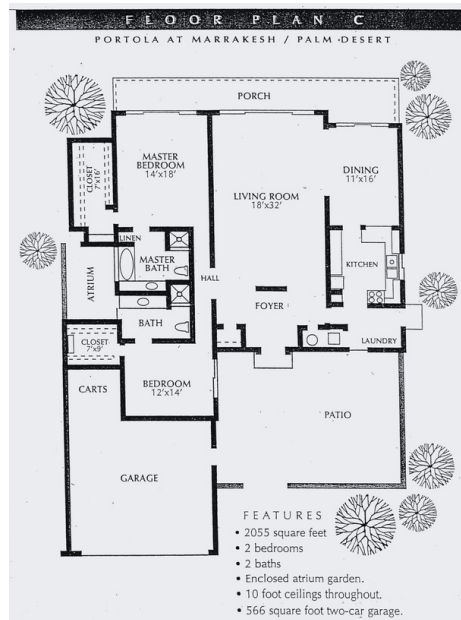 FLOOR PLAN C
PORTOLA AT MARRAKESH / PALM DESERT
PORCH
MASTER
BEDROOM
14'x18'
CLOSET
7'x16'
LIVING ROOM
18'x32'
DINING
11'x16'
LINEN
MASTER
BATH
KITCHEN
HALL
ATRIUM
FOYER
BATH
CLOSET
7'x9'
LAUNDRY
CARTS
BEDROOM
12'x14'
PATIO
GARAGE
FEATURES
• 2055 square feet
• 2 bedrooms
• 2 baths
• Enclosed atrium garden.
• 10 foot ceilings throughout.
• 566 square foot two-car garage.